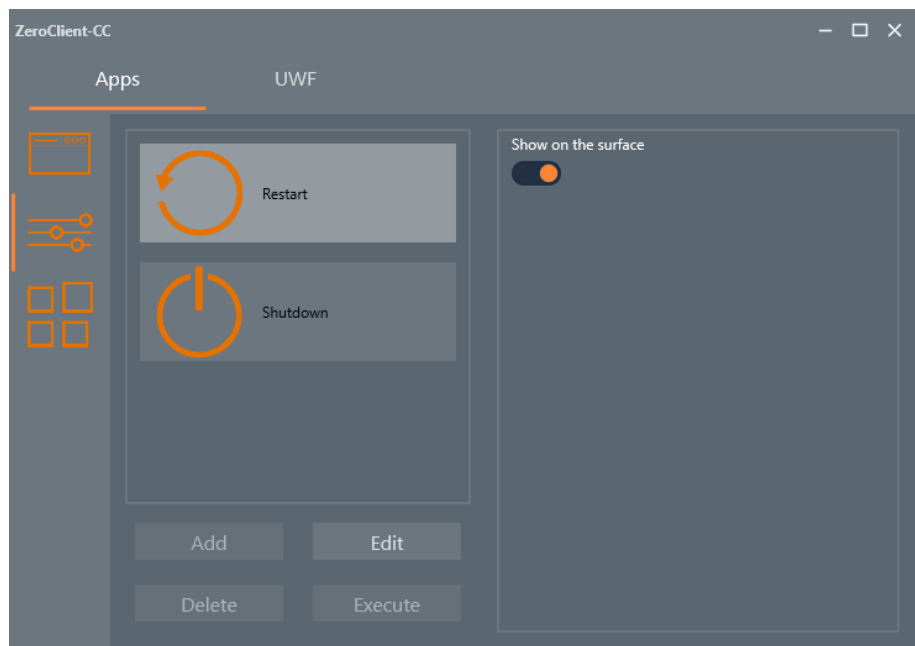 ZeroClient-CC
Apps
UWF
Restart
Shutdown
Show on the surface
Add
Edit
Delete
Execute